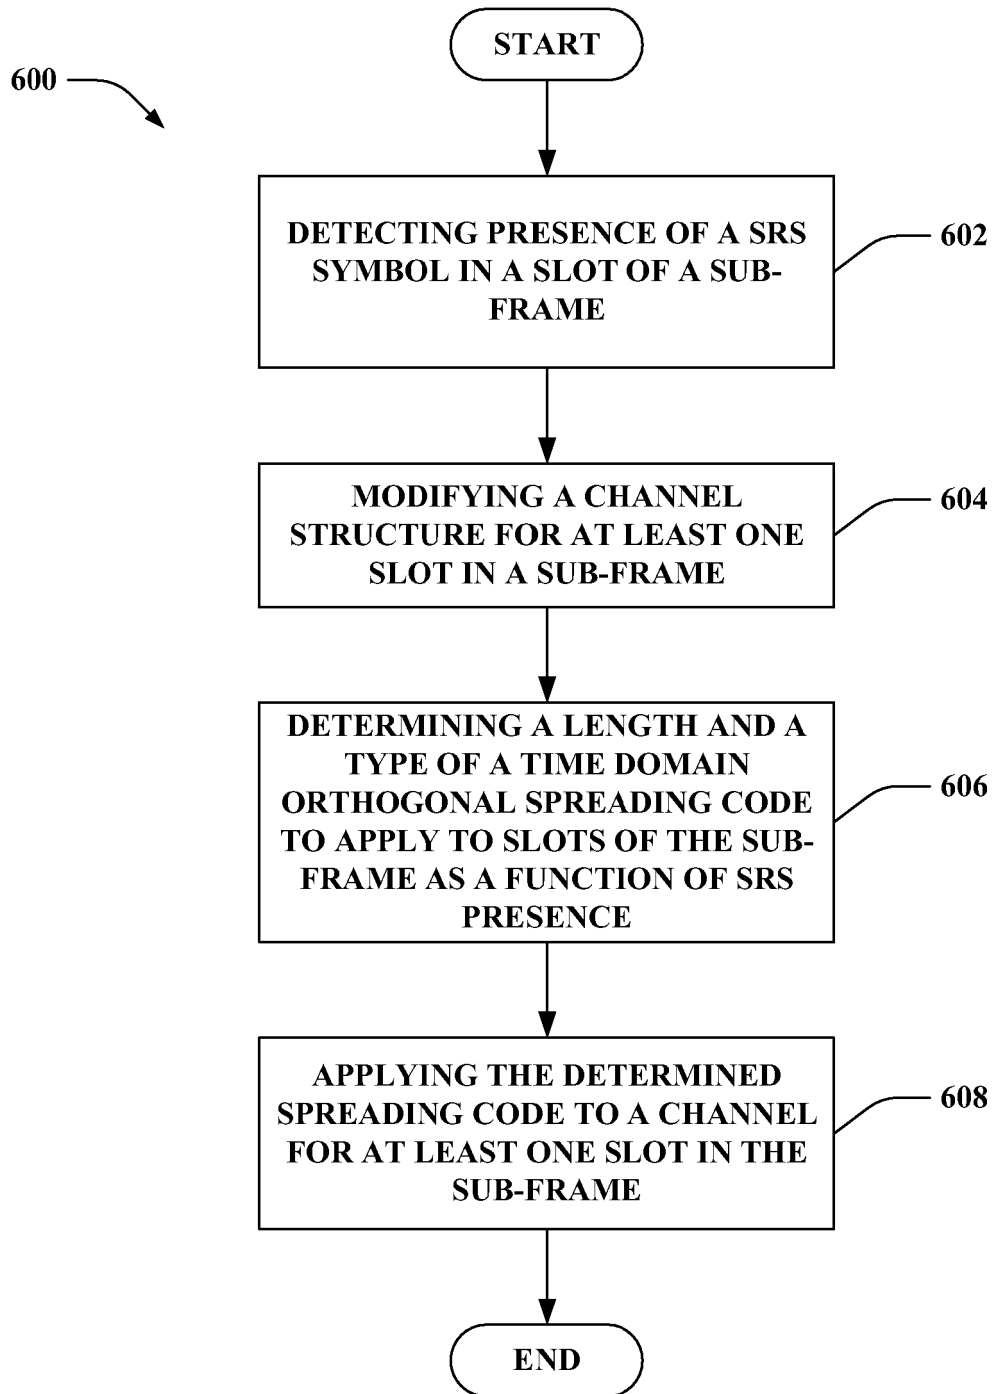 START
600
DETECTING PRESENCE OF A SRS
SYMBOL IN A SLOT OF A SUB-
FRAME
602
MODIFYING A CHANNEL
STRUCTURE FOR AT LEAST ONE
SLOT IN A SUB-FRAME
604
DETERMINING A LENGTH AND A
TYPE OF A TIME DOMAIN
ORTHOGONAL SPREADING CODE
TO APPLY TO SLOTS OF THE SUB-
FRAME AS A FUNCTION OF SRS
PRESENCE
606
APPLYING THE DETERMINED
SPREADING CODE TO A CHANNEL
FOR AT LEAST ONE SLOT IN THE
SUB-FRAME
608
END